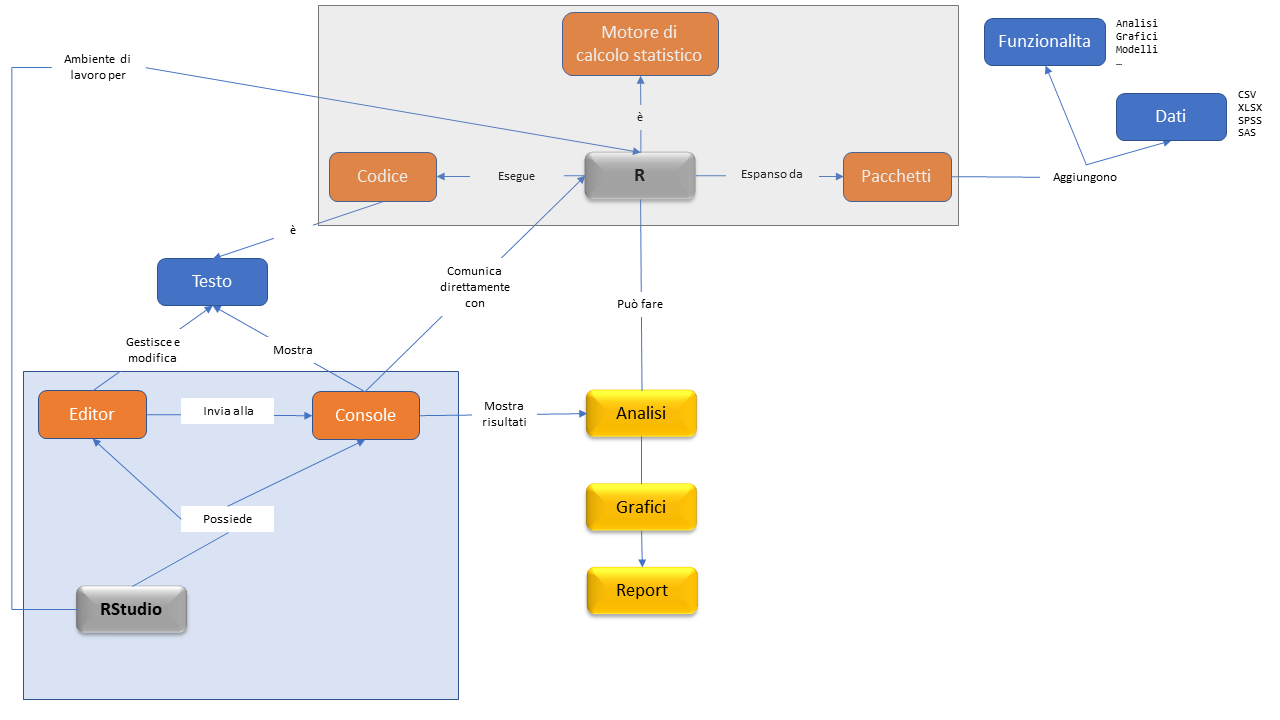 Motore di
calcolo statistico
Funzionalita
Analisi
Grafici
Modelli
…
Ambiente di
lavoro per
CSV
XLSX
SPSS
SAS
Dati
è
Codice
Esegue
R
Espanso da
Pacchetti
Aggiungono
è
Testo
Comunica
direttamente
con
Può fare
Gestisce e
modifica
Mostra
Editor
Invia alla
Console
Mostra
risultati
Analisi
Grafici
Possiede
Report
RStudio